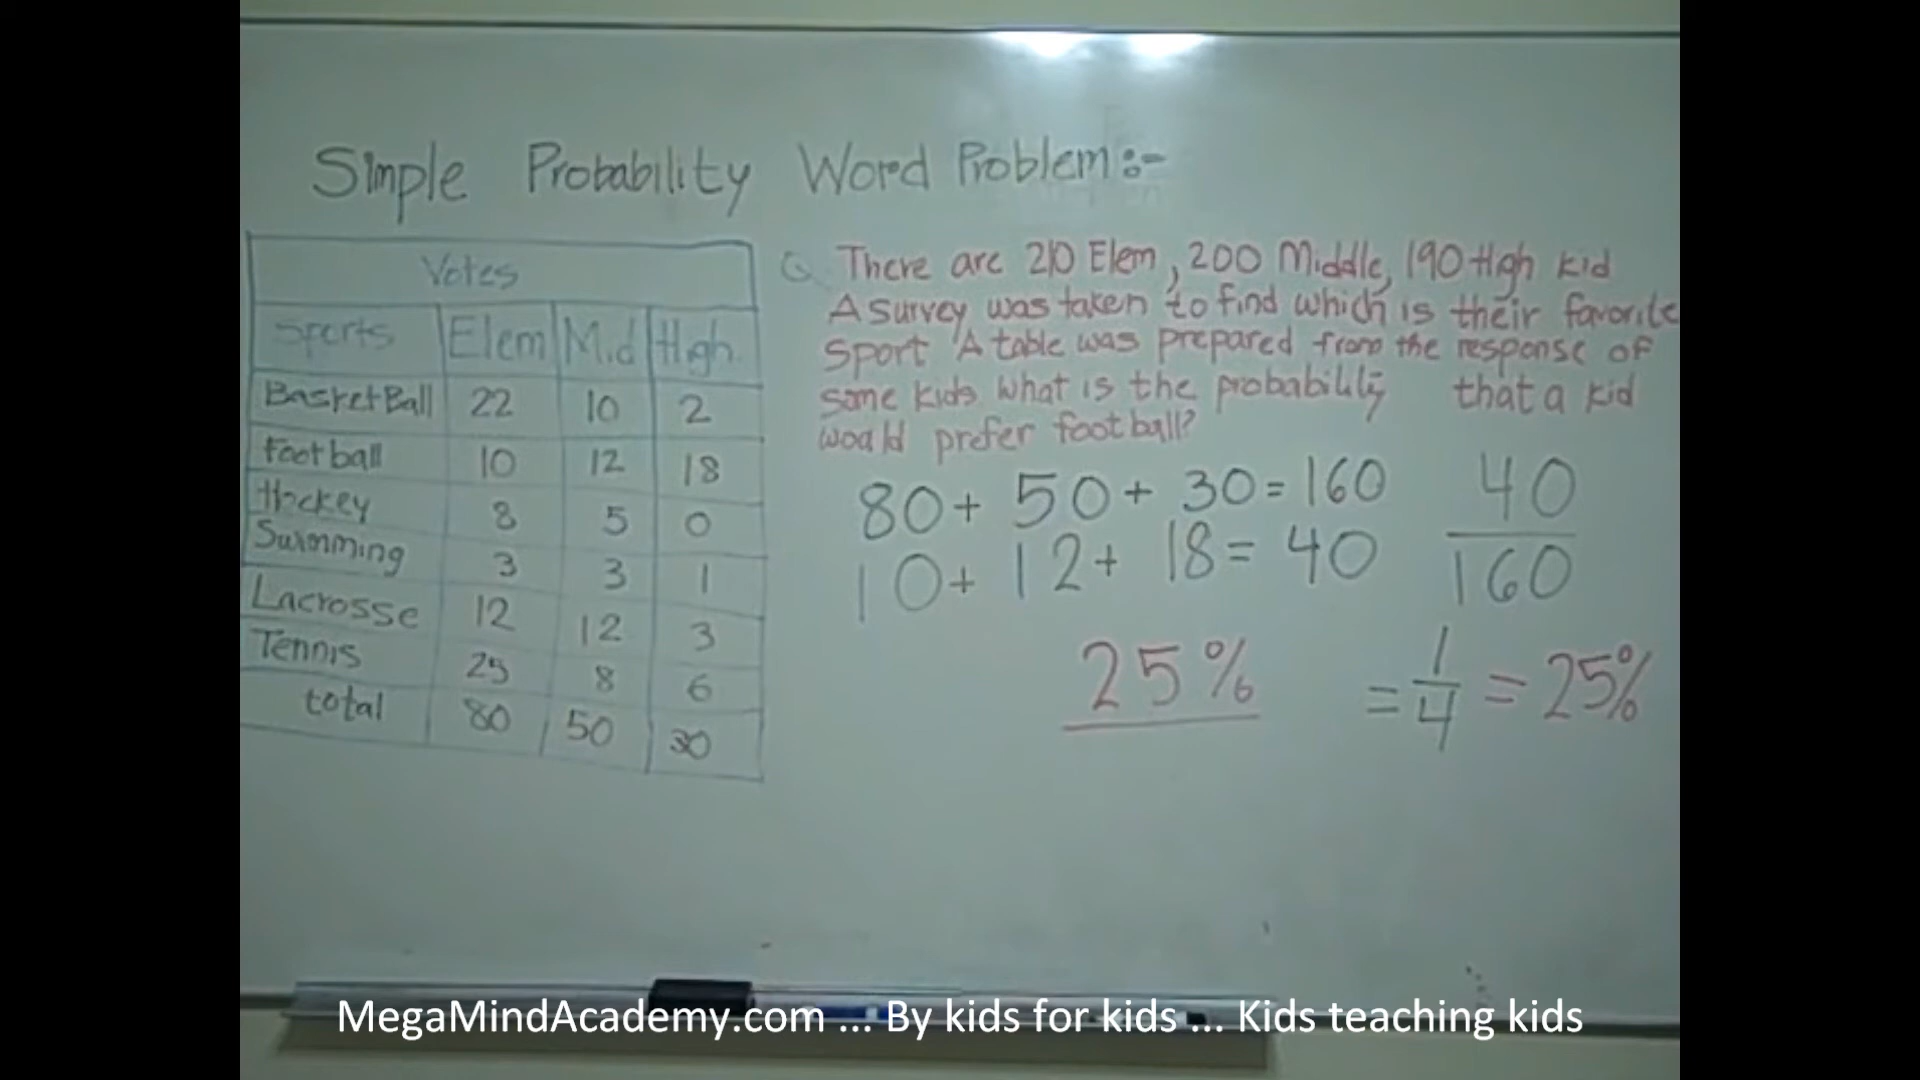 Simple Probability Word Problem:-
Votes
Sports Elem Mid High
BasketBall 22 10 2
Football 10 12 18
Hockey 8 5 0
Swimming 3 3 1
Lacrosse 12 12 3
Tennis 25 8 6
total 80 50 30
Q There are 210 Elem, 200 Middle, 190 High kid
A survey was taken to find which is their favorite
Sport A table was prepared from the response of
some kids what is the probability that a kid
would prefer football?
80+ 50+ 30=160
10+ 12+ 18= 40
40
160
25%
= 1/4 = 25%
MegaMindAcademy.com ... By kids for kids ... Kids teaching kids